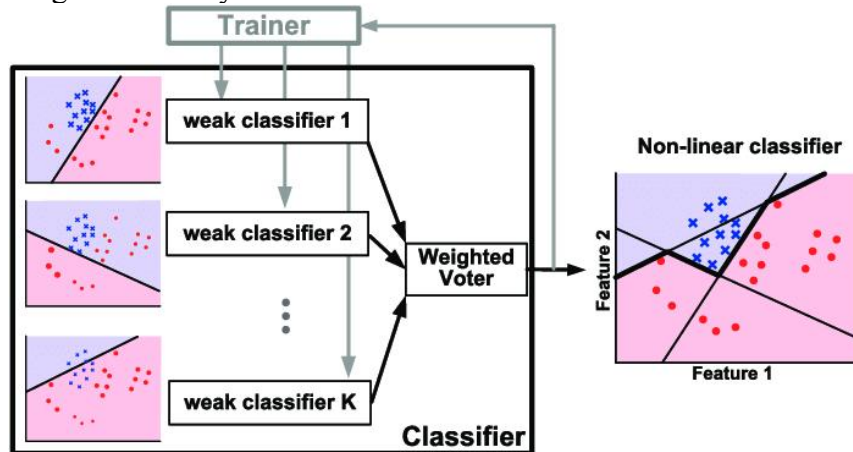 Trainer
weak classifier 1
weak classifier 2
weak classifier K
Weighted
Voter
Classifier
Non-linear classifier
Feature 2
Feature 1